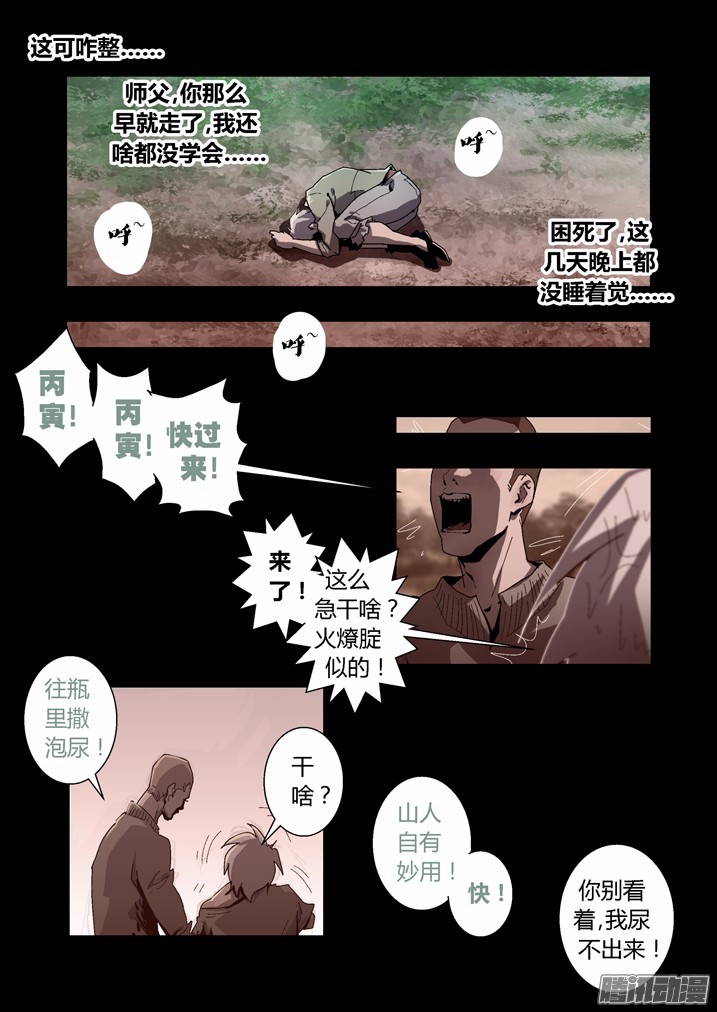 这可咋整……
师父,你那么
早就走了,我还
啥都没学会……
呼~
呼~
困死了,这
几天晚上都
没睡着觉……
呼~
丙
寅！
丙
寅！
快过
来！
来
了！
这么
急干啥？
火燎腚
似的！
往瓶
里撒
泡尿！
干
啥？
山人
自有
妙用！
快！
你别看
着,我尿
不出来！
腾讯动漫